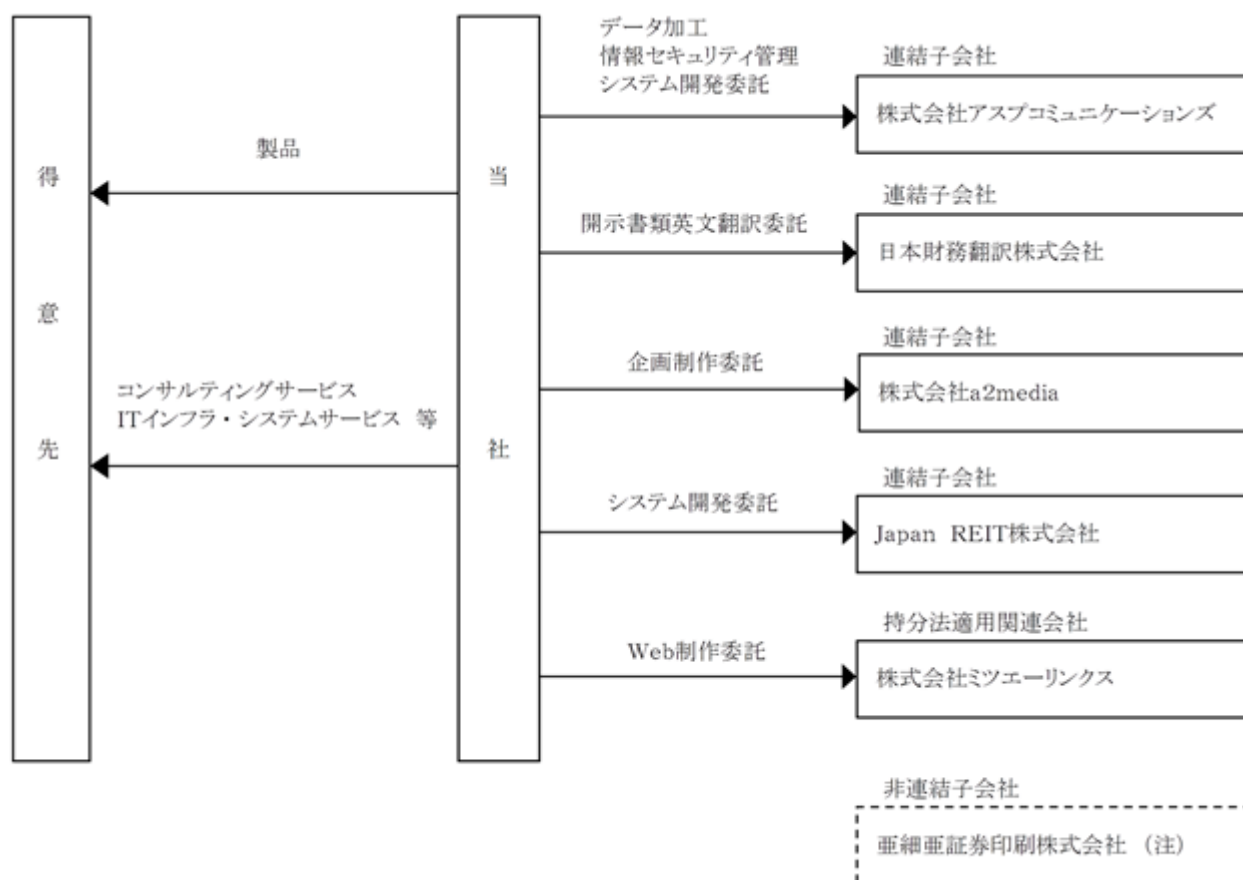 得意先
製品
コンサルティングサービス
ITインフラ・システムサービス 等
当社
データ加工
情報セキュリティ管理
システム開発委託
連結子会社
株式会社アスプコミュニケーションズ
開示書類英文翻訳委託
連結子会社
日本財務翻訳株式会社
企画制作委託
連結子会社
株式会社a2media
システム開発委託
連結子会社
Japan REIT株式会社
Web制作委託
持分法適用関連会社
株式会社ミツエーリンクス
非連結子会社
亜細亜証券印刷株式会社 (注)